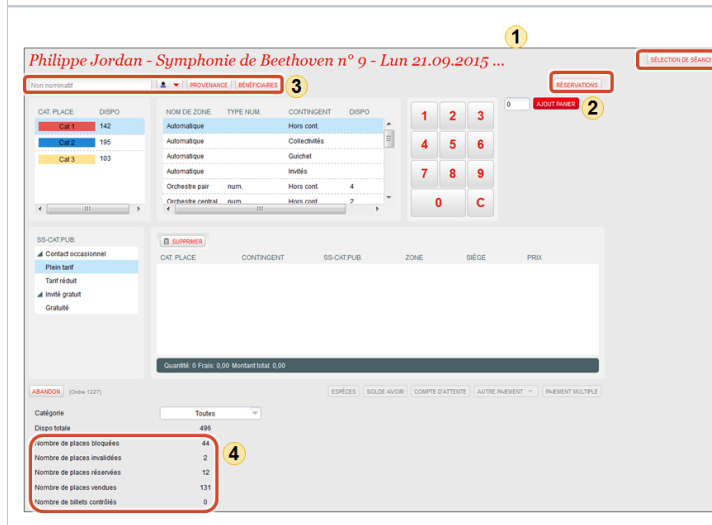 1
Philippe Jordan - Symphonie de Beethoven n° 9 - Lun 21.09.2015 ...
SÉLECTION DE SÉANCE
Non nominatif PROVENANCE BÉNÉFICIAIRES 3 RÉSERVATIONS
0 AJOUT PANIER 2
CAT. PLACE DISPO
Cat 1 142
Cat 2 195
Cat 3 103
NOM DE ZONE TYPE NUM. CONTINGENT DISPO
Automatique Hors cont.
Automatique Collectivités
Automatique Guichet
Automatique Invités
Orchestre pair num. Hors cont. 4
Orchestre central num. Hors cont. 2
1 2 3
4 5 6
7 8 9
0 C
SS-CAT.PUB.
Contact occasionnel
Plein tarif
Tarif réduit
Invité gratuit
Gratuité
SUPPRIMER
CAT. PLACE CONTINGENT SS-CAT.PUB. ZONE SIÈGE PRIX
Quantité: 0 Frais: 0,00 Montant total: 0,00
ABANDON [Ordre 1227] ESPÈCES SOLDE AVOIR COMPTE D'ATTENTE AUTRE PAIEMENT PAIEMENT MULTIPLE
Catégorie Toutes
Dispo totale 496
Nombre de places bloquées 44
Nombre de places invalidées 2
Nombre de places réservées 12
Nombre de places vendues 131
Nombre de billets contrôlés 0
4